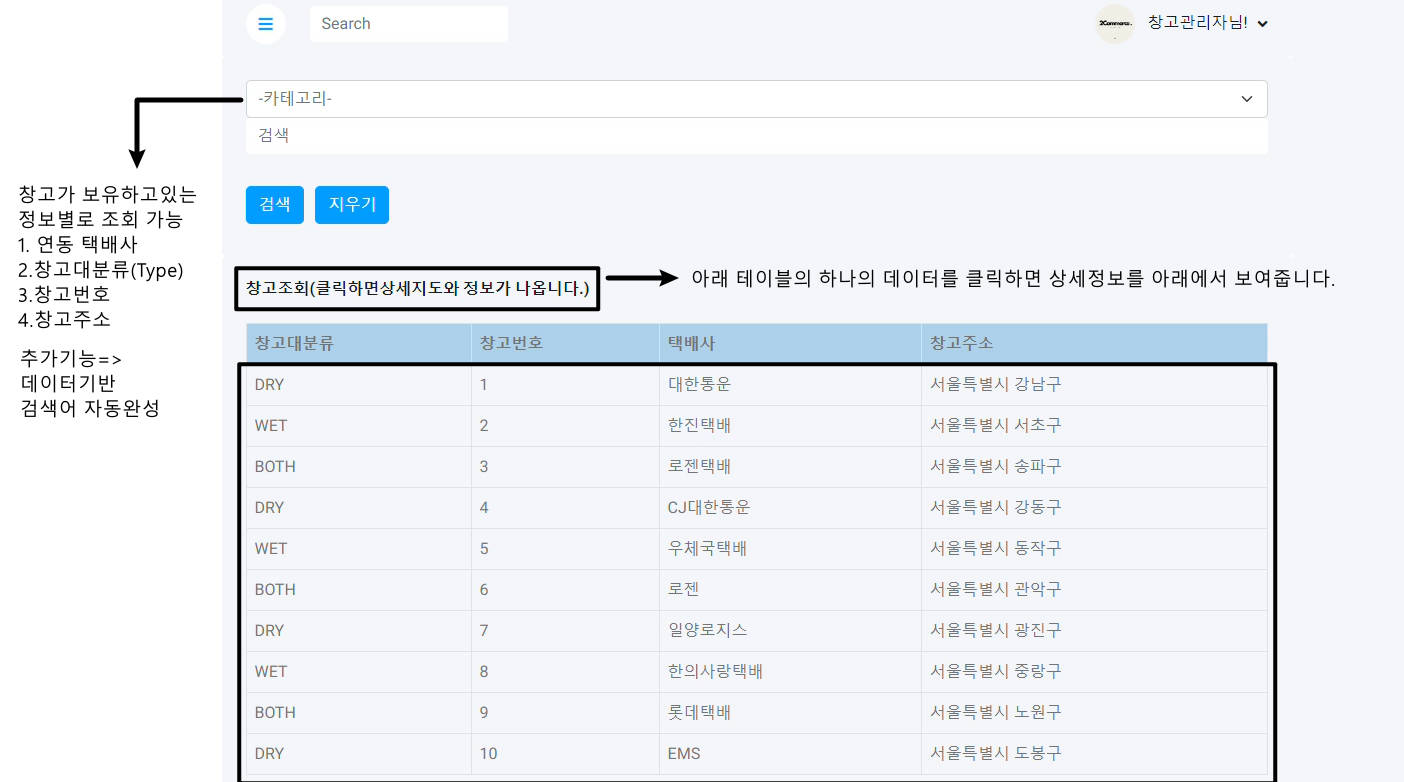 Search
2Commerce.
창고관리자님!
-카테고리-
검색
검색
지우기
창고가 보유하고있는
정보별로 조회 가능
1. 연동 택배사
2.창고대분류(Type)
3.창고번호
4.창고주소
추가기능=>
데이터기반
검색어 자동완성
창고조회(클릭하면상세지도와 정보가 나옵니다.)
아래 테이블의 하나의 데이터를 클릭하면 상세정보를 아래에서 보여줍니다.
창고대분류 창고번호 택배사 창고주소
DRY 1 대한통운 서울특별시 강남구
WET 2 한진택배 서울특별시 서초구
BOTH 3 로젠택배 서울특별시 송파구
DRY 4 CJ대한통운 서울특별시 강동구
WET 5 우체국택배 서울특별시 동작구
BOTH 6 로젠 서울특별시 관악구
DRY 7 일양로지스 서울특별시 광진구
WET 8 한의사랑택배 서울특별시 중랑구
BOTH 9 롯데택배 서울특별시 노원구
DRY 10 EMS 서울특별시 도봉구